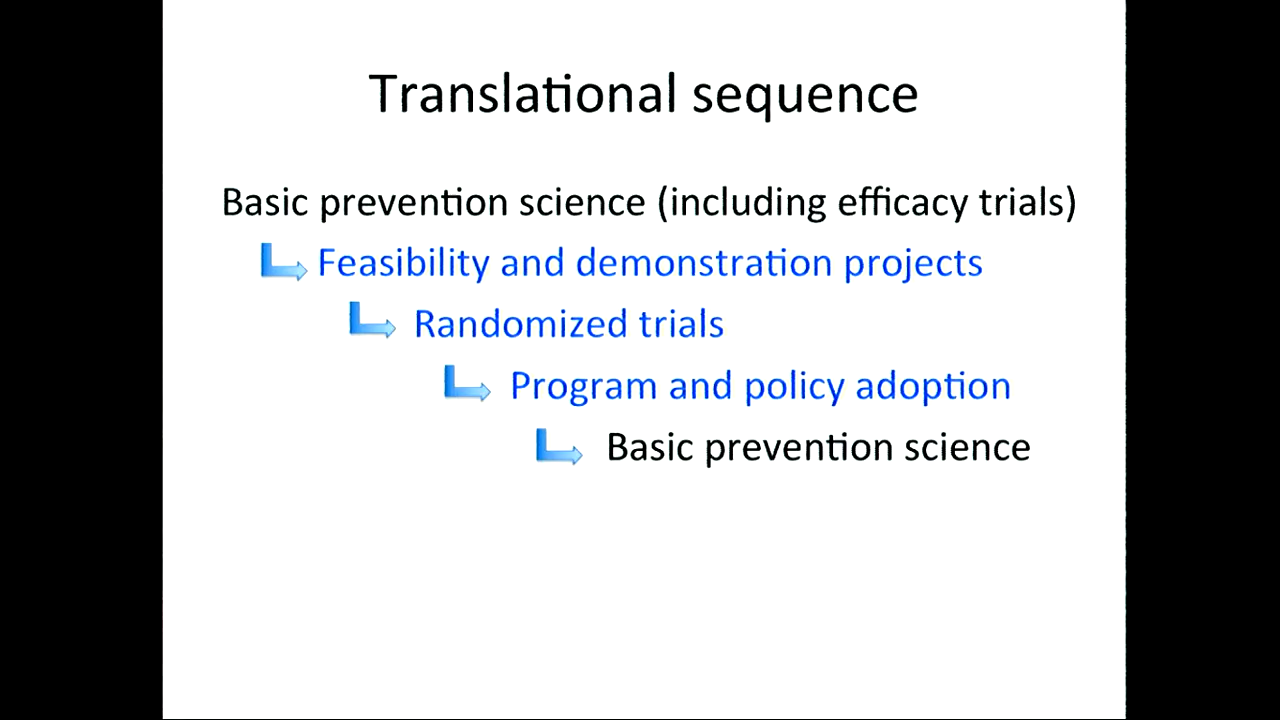 Translational sequence
Basic prevention science (including efficacy trials)
Feasibility and demonstration projects
Randomized trials
Program and policy adoption
Basic prevention science